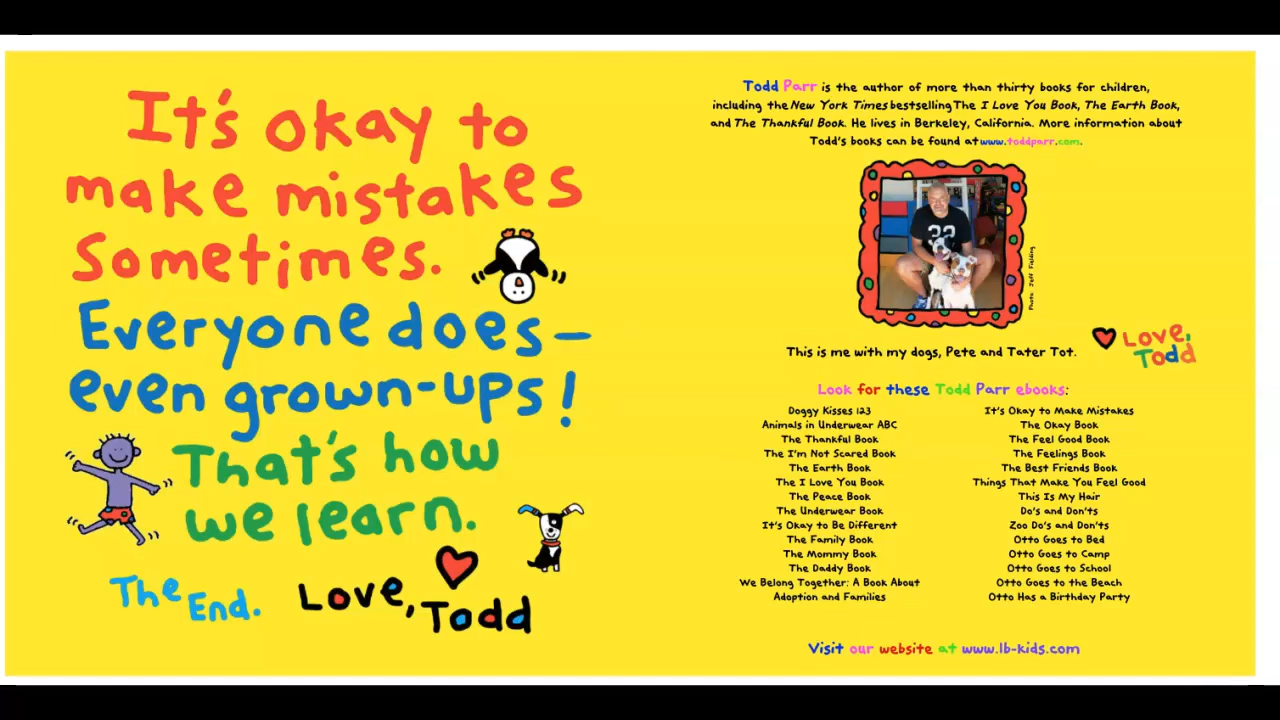 It's okay to
make mistakes
Sometimes.
Everyone does—
even grown-ups!
That's how
we learn.
The End.
Love, Todd
Todd Parr is the author of more than thirty books for children,
including the New York Times bestselling The I Love You Book, The Earth Book,
and The Thankful Book. He lives in Berkeley, California. More information about
Todd's books can be found at www.toddparr.com.
22
Photo: Jeff Fielding
This is me with my dogs, Pete and Tater Tot.
Love,
Todd
Look for these Todd Parr ebooks:
Doggy Kisses 123
Animals in Underwear ABC
The Thankful Book
The I'm Not Scared Book
The Earth Book
The I Love You Book
The Peace Book
The Underwear Book
It's Okay to Be Different
The Family Book
The Mommy Book
The Daddy Book
We Belong Together: A Book About
Adoption and Families
It's Okay to Make Mistakes
The Okay Book
The Feel Good Book
The Feelings Book
The Best Friends Book
Things That Make You Feel Good
This Is My Hair
Do's and Don'ts
Zoo Do's and Don'ts
Otto Goes to Bed
Otto Goes to Camp
Otto Goes to School
Otto Goes to the Beach
Otto Has a Birthday Party
Visit our website at www.lb-kids.com